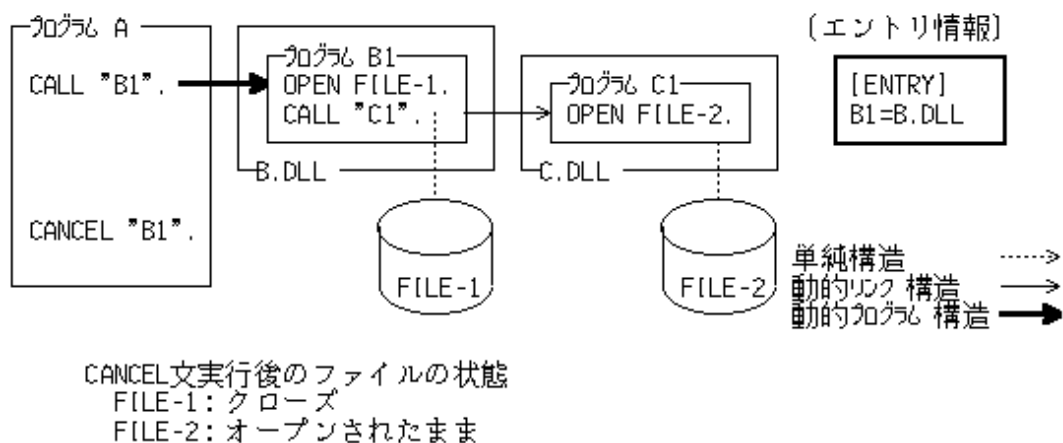 プログラム A
CALL "B1".
CANCEL "B1".
プログラム B1
OPEN FILE-1.
CALL "C1".
B.DLL
プログラム C1
OPEN FILE-2.
C.DLL
FILE-1
FILE-2
〔エントリ情報〕
[ENTRY]
B1=B.DLL
単純構造
動的リンク 構造
動的プログラム 構造
CANCEL文実行後のファイルの状態
FILE-1:クローズ
FILE-2:オープンされたまま